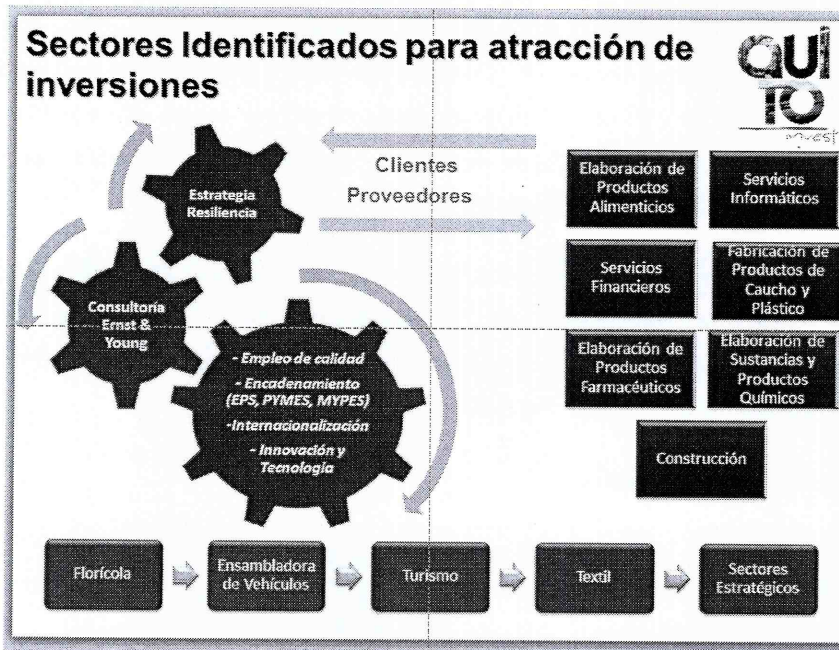 Sectores Identificados para atracción de
inversiones
QUI
TO
invest
Estrategia
Resiliencia
Clientes
Proveedores
Consultoría
Ernst &
Young
- Empleo de calidad
- Encadenamiento
(EPS, PYMES, MYPES)
-Internacionalización
- Innovación y
Tecnología
Elaboración de
Productos
Alimenticios
Servicios
Informáticos
Servicios
Financieros
Fabricación de
Productos de
Caucho y
Plástico
Elaboración de
Productos
Farmacéuticos
Elaboración de
Sustancias y
Productos
Químicos
Construcción
Florícola
Ensambladora
de Vehículos
Turismo
Textil
Sectores
Estratégicos